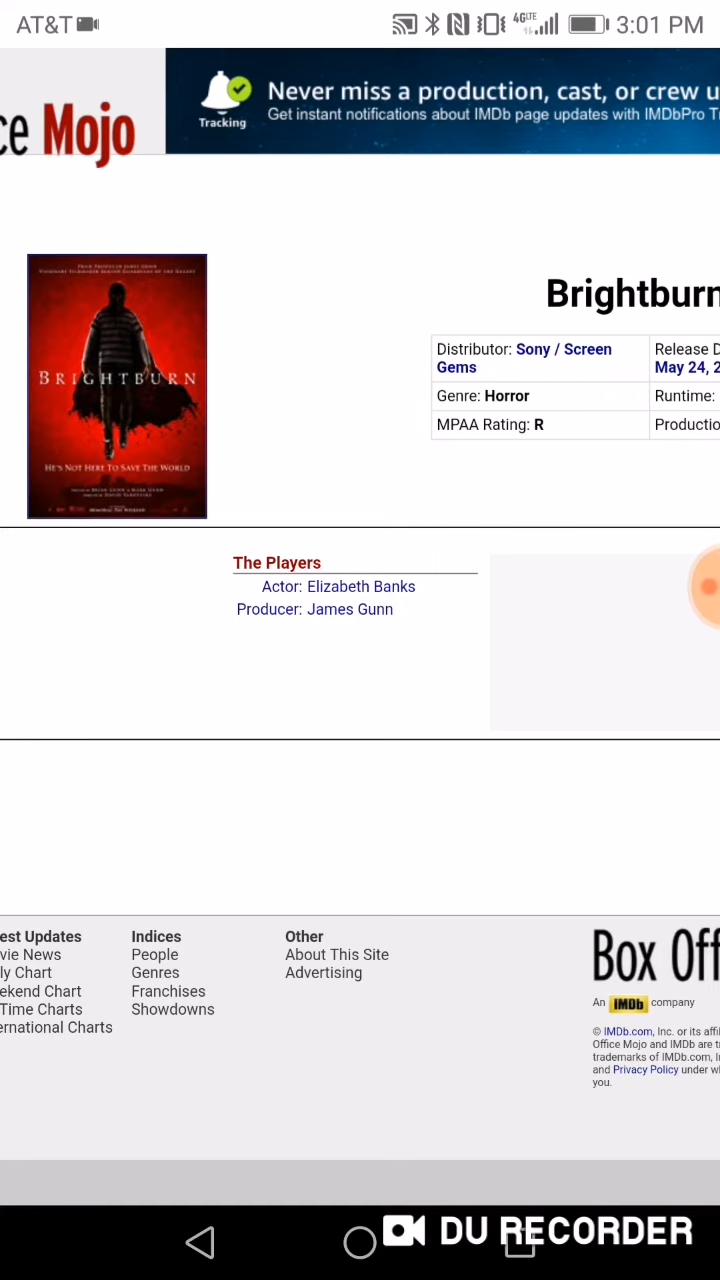 AT&T
4G LTE
3:01 PM
ce Mojo
Tracking
Never miss a production, cast, or crew u
Get instant notifications about IMDb page updates with IMDbPro T
BRIGHTBURN
HE'S NOT HERE TO SAVE THE WORLD
Brightburn
Distributor: Sony / Screen
Gems
Release D
May 24, 2
Genre: Horror
Runtime:
MPAA Rating: R
Productio
The Players
Actor: Elizabeth Banks
Producer: James Gunn
est Updates
vie News
ly Chart
ekend Chart
Time Charts
ernational Charts
Indices
People
Genres
Franchises
Showdowns
Other
About This Site
Advertising
Box Off
An IMDb company
© IMDb.com, Inc. or its affil
Office Mojo and IMDb are tr
trademarks of IMDb.com, I
and Privacy Policy under wh
you.
DU RECORDER